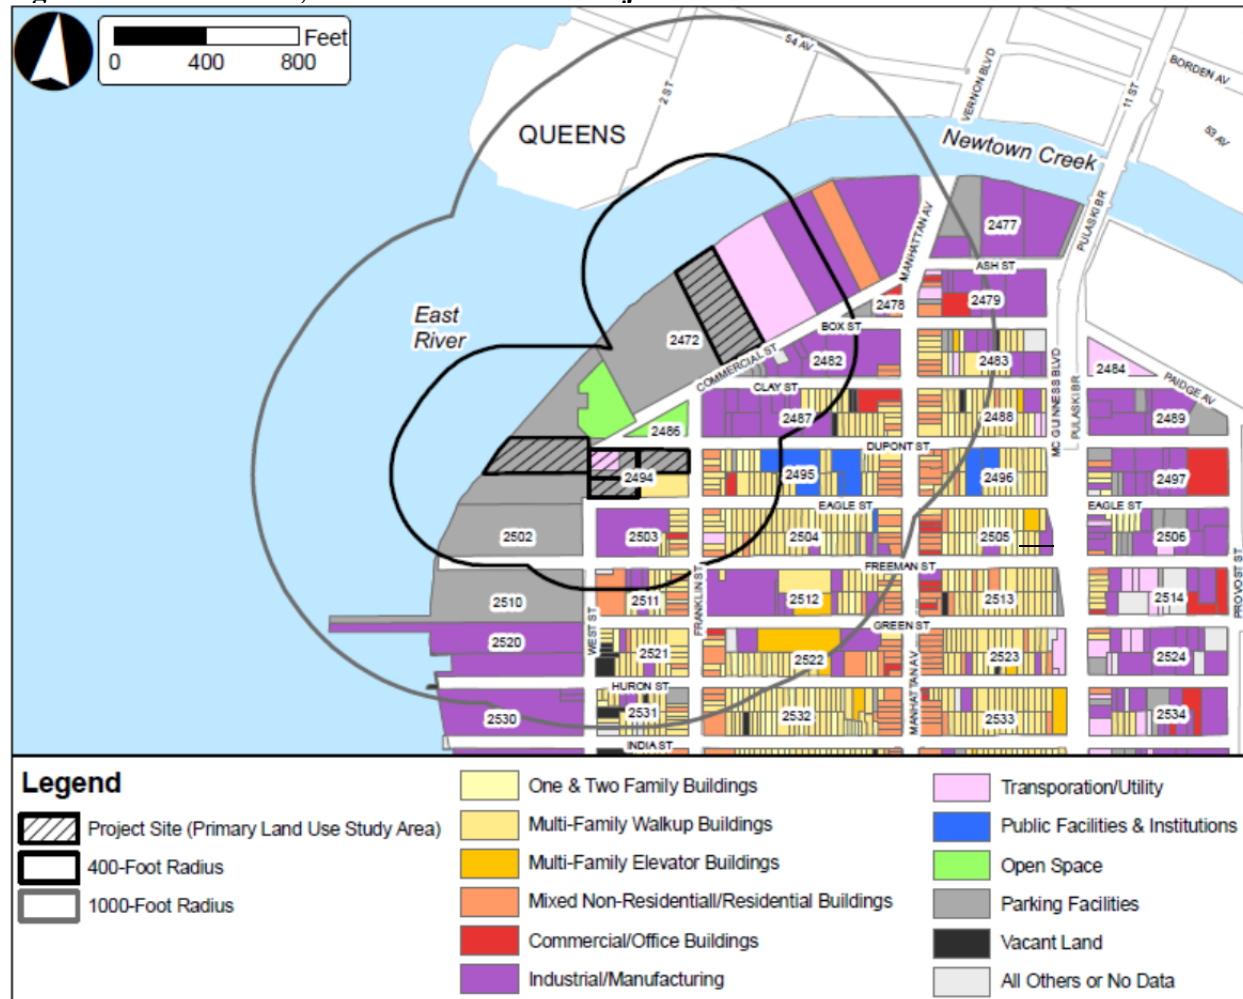 Feet
0 400 800
54 AV
2 ST
VERNON BLVD
11 ST
BORDEN AV
53 AV
QUEENS
Newtown Creek
PULASKI BR
MANHATTAN AV
2477
ASH ST
East
River
2478
2479
2472
BOX ST
COMMERCIAL ST
2482
2483
MC GUINNESS BLVD
PULASKI BR
2484
PAIDGE AV
CLAY ST
2486
2487
2488
2489
DUPONT ST
2494
2495
2496
2497
EAGLE ST
EAGLE ST
2502
2503
2504
2505
2506
FREEMAN ST
FRANKLIN ST
PROVOST ST
2510
2511
2512
2513
2514
WEST ST
GREEN ST
2520
2521
2522
MANHATTAN AV
2523
2524
HURON ST
2530
2531
2532
2533
2534
INDIA ST
Legend
Project Site (Primary Land Use Study Area)
400-Foot Radius
1000-Foot Radius
One & Two Family Buildings
Multi-Family Walkup Buildings
Multi-Family Elevator Buildings
Mixed Non-Residentiall/Residential Buildings
Commercial/Office Buildings
Industrial/Manufacturing
Transporation/Utility
Public Facilities & Institutions
Open Space
Parking Facilities
Vacant Land
All Others or No Data